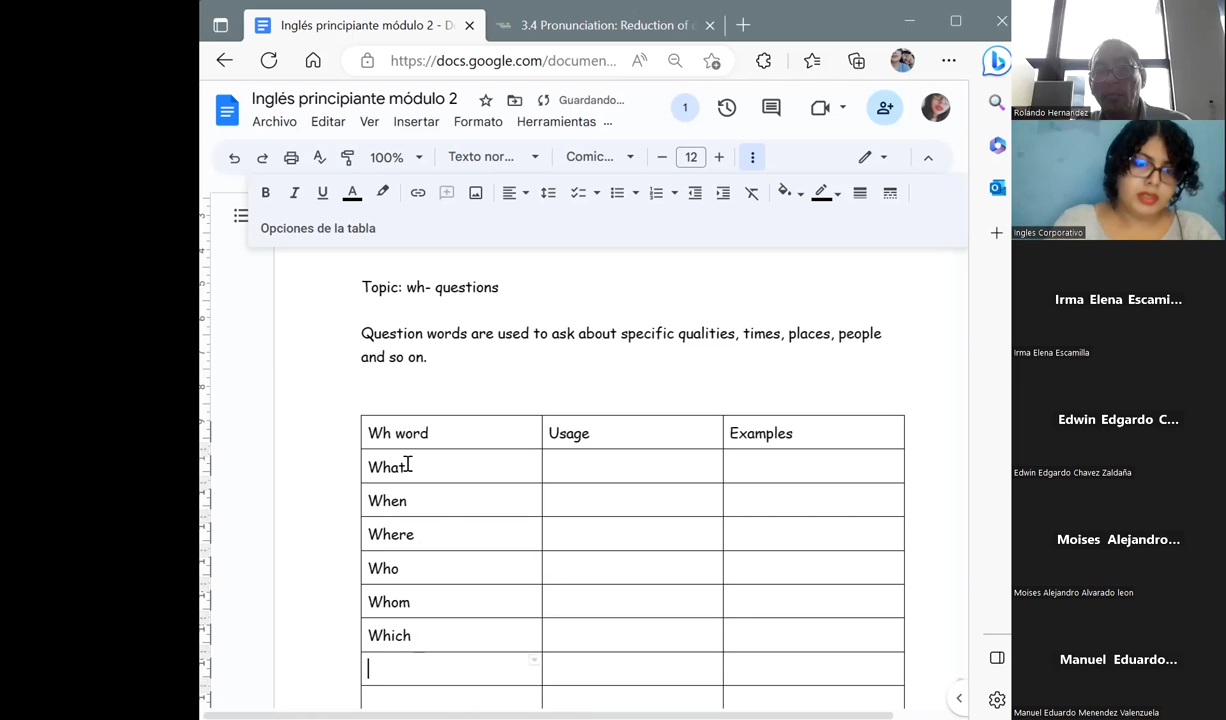 Inglés principiante módulo 2 - D
3.4 Pronunciation: Reduction of
https://docs.google.com/documen...
Inglés principiante módulo 2
Guardando...
Archivo Editar Ver Insertar Formato Herramientas ...
1
100% Texto nor... Comic... 12
Opciones de la tabla
Topic: wh- questions
Question words are used to ask about specific qualities, times, places, people
and so on.
Wh word Usage Examples
What
When
Where
Who
Whom
Which
Rolando Hernandez
Ingles Corporativo
Irma Elena Escami...
Irma Elena Escamilla
Edwin Edgardo C...
Edwin Edgardo Chavez Zaldaña
Moises Alejandro...
Moises Alejandro Alvarado leon
Manuel Eduardo...
Manuel Eduardo Menendez Valenzuela